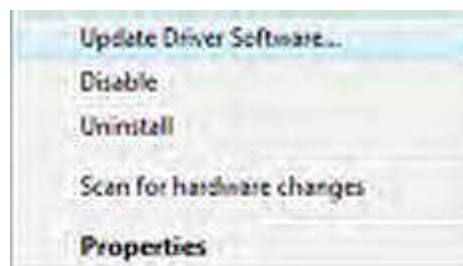 Update Driver Software...
Disable
Uninstall
Scan for hardware changes
Properties